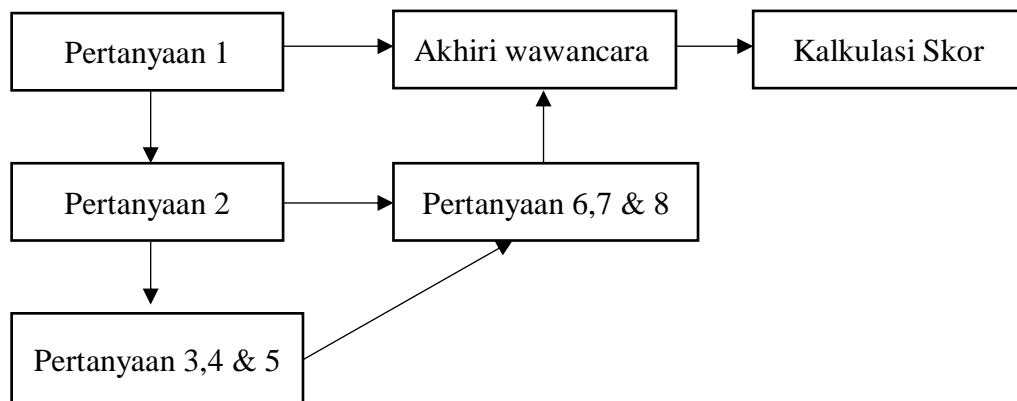 Pertanyaan 1
Akhiri wawancara
Kalkulasi Skor
Pertanyaan 2
Pertanyaan 6,7 & 8
Pertanyaan 3,4 & 5